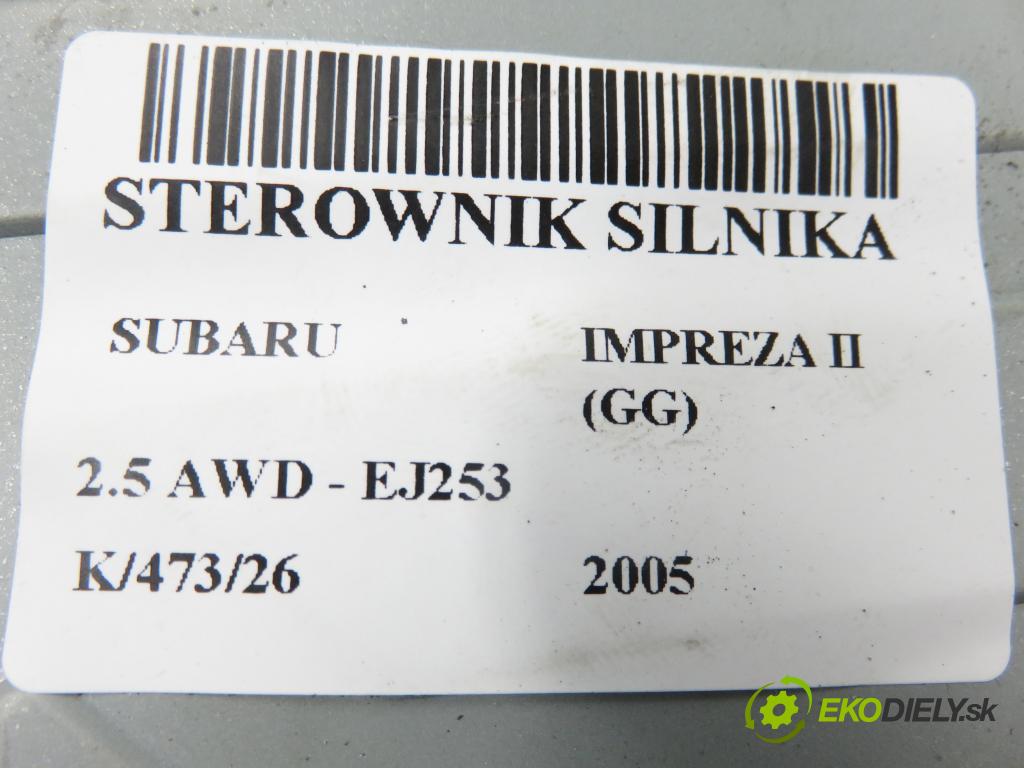 STEROWNIK SILNIKA
SUBARU
IMPREZA II
(GG)
2.5 AWD - EJ253
K/473/26
2005
EKODIELY.sk